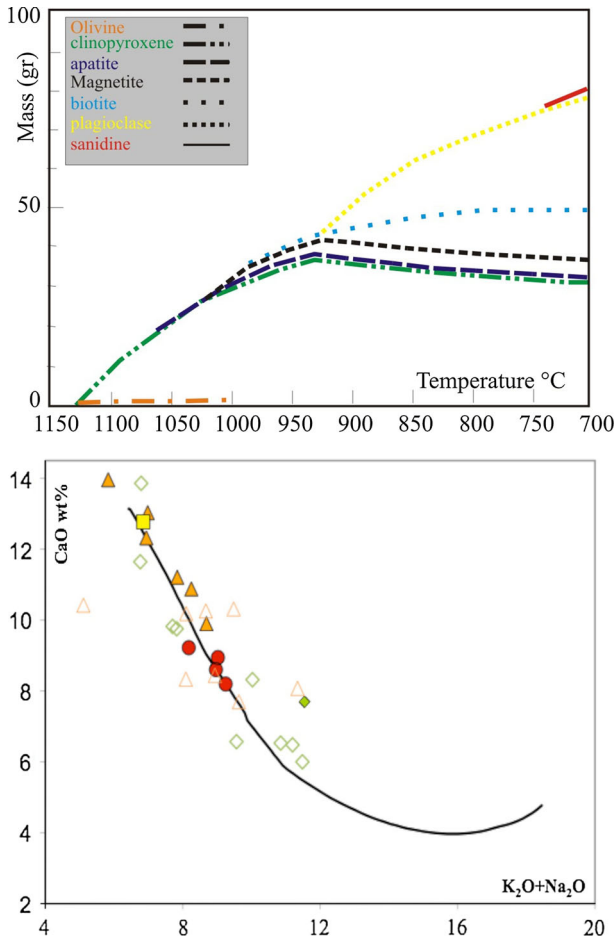 100
Olivine
clinopyroxene
apatite
Magnetite
biotite
plagioclase
sanidine
Mass (gr)
50
0
Temperature °C
1150 1100 1050 1000 950 900 850 800 750 700
14
CaO wt%
12
10
8
6
4
2
K₂O+Na₂O
4 8 12 16 20